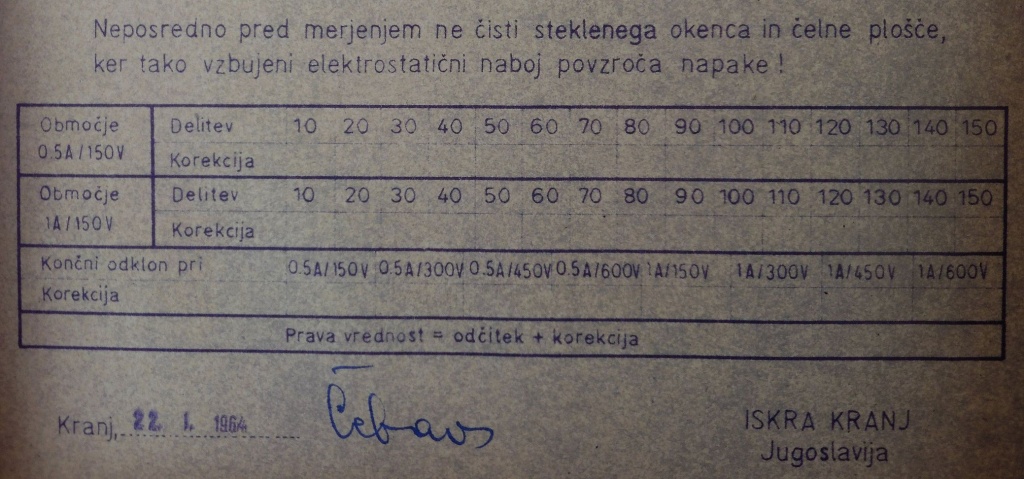 Neposredno pred merjenjem ne čisti steklenega okenca in čelne plošče,
ker tako vzbujeni elektrostatični naboj povzroča napake!
Območje Delitev 10 20 30 40 50 60 70 80 90 100 110 120 130 140 150
0.5A/150V Korekcija
Območje Delitev 10 20 30 40 50 60 70 80 90 100 110 120 130 140 150
1A/150V Korekcija
Končni odklon pri 0.5A/150V 0.5A/300V 0.5A/450V 0.5A/600V 1A/150V 1A/300V 1A/450V 1A/600V
Korekcija
Prava vrednost = odčitek + korekcija
Kranj, 22. I. 1964 ISKRA KRANJ
Jugoslavija